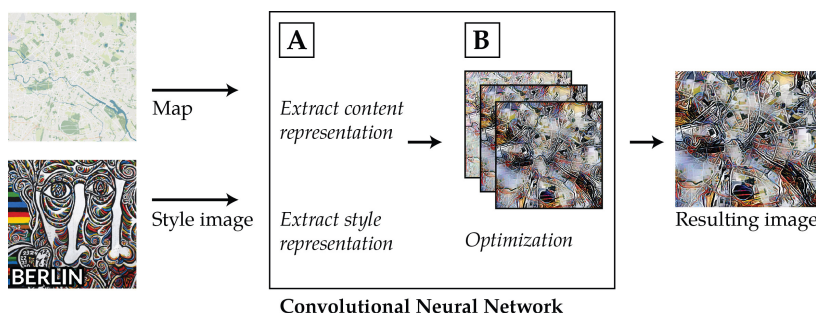 A
B
Map
Extract content
representation
Style image
Extract style
representation
Optimization
Resulting image
BERLIN
Convolutional Neural Network